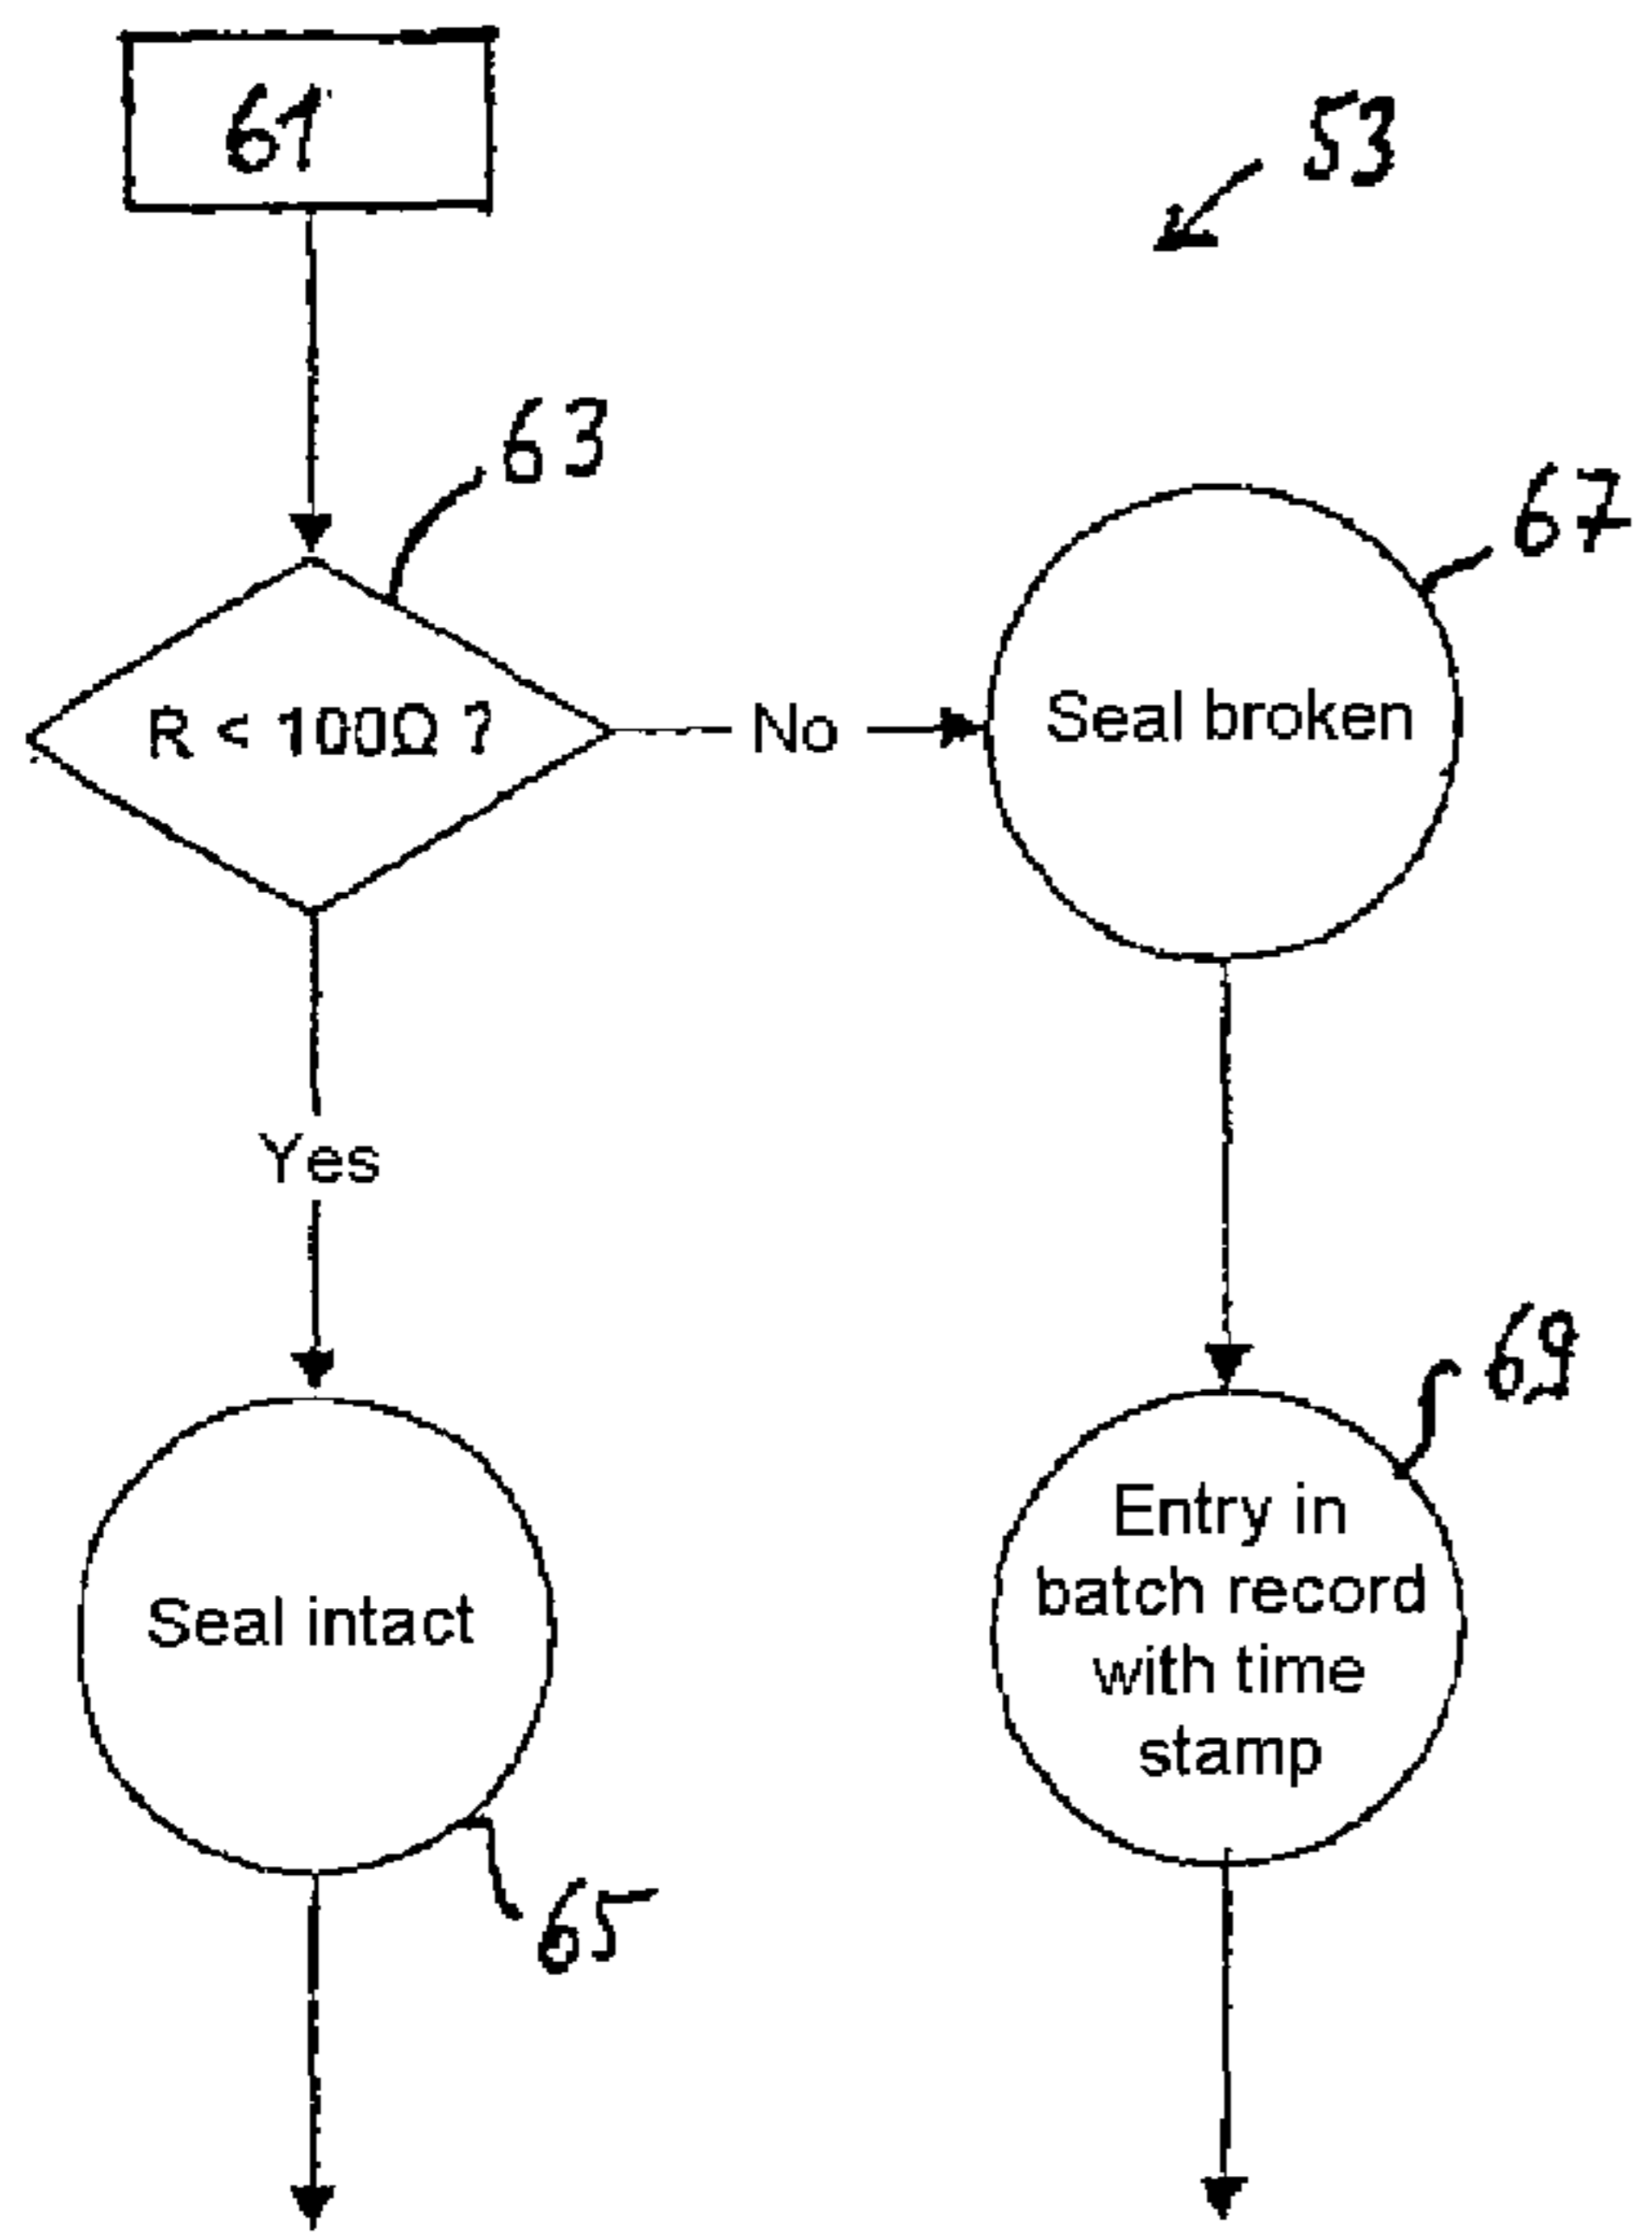 61
53
63
67
R < 100Ω ?
No
Seal broken
Yes
69
Entry in
batch record
with time
stamp
Seal intact
65